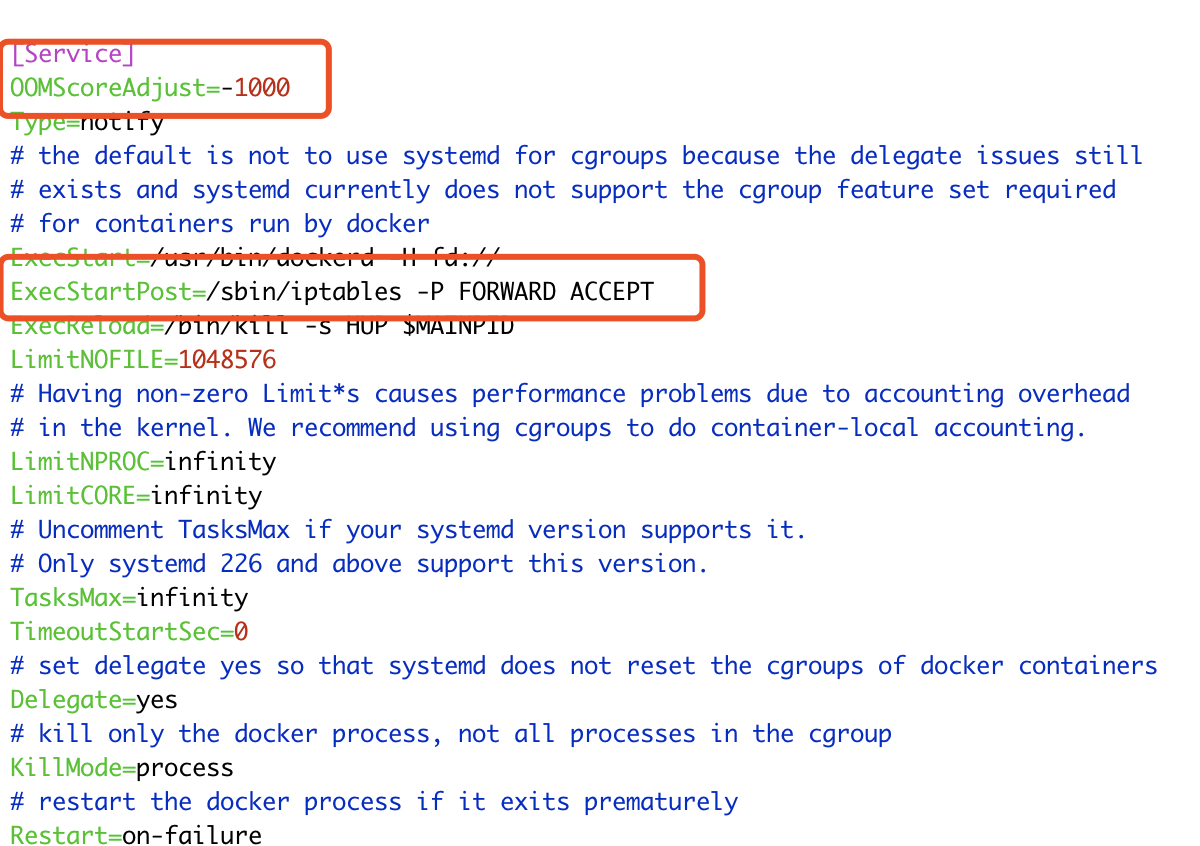 [Service]
OOMScoreAdjust=-1000
Type=notify
# the default is not to use systemd for cgroups because the delegate issues still
# exists and systemd currently does not support the cgroup feature set required
# for containers run by docker
ExecStart=/usr/bin/dockerd -H fd://
ExecStartPost=/sbin/iptables -P FORWARD ACCEPT
ExecReload=/bin/kill -s HUP $MAINPID
LimitNOFILE=1048576
# Having non-zero Limit*s causes performance problems due to accounting overhead
# in the kernel. We recommend using cgroups to do container-local accounting.
LimitNPROC=infinity
LimitCORE=infinity
# Uncomment TasksMax if your systemd version supports it.
# Only systemd 226 and above support this version.
TasksMax=infinity
TimeoutStartSec=0
# set delegate yes so that systemd does not reset the cgroups of docker containers
Delegate=yes
# kill only the docker process, not all processes in the cgroup
KillMode=process
# restart the docker process if it exits prematurely
Restart=on-failure